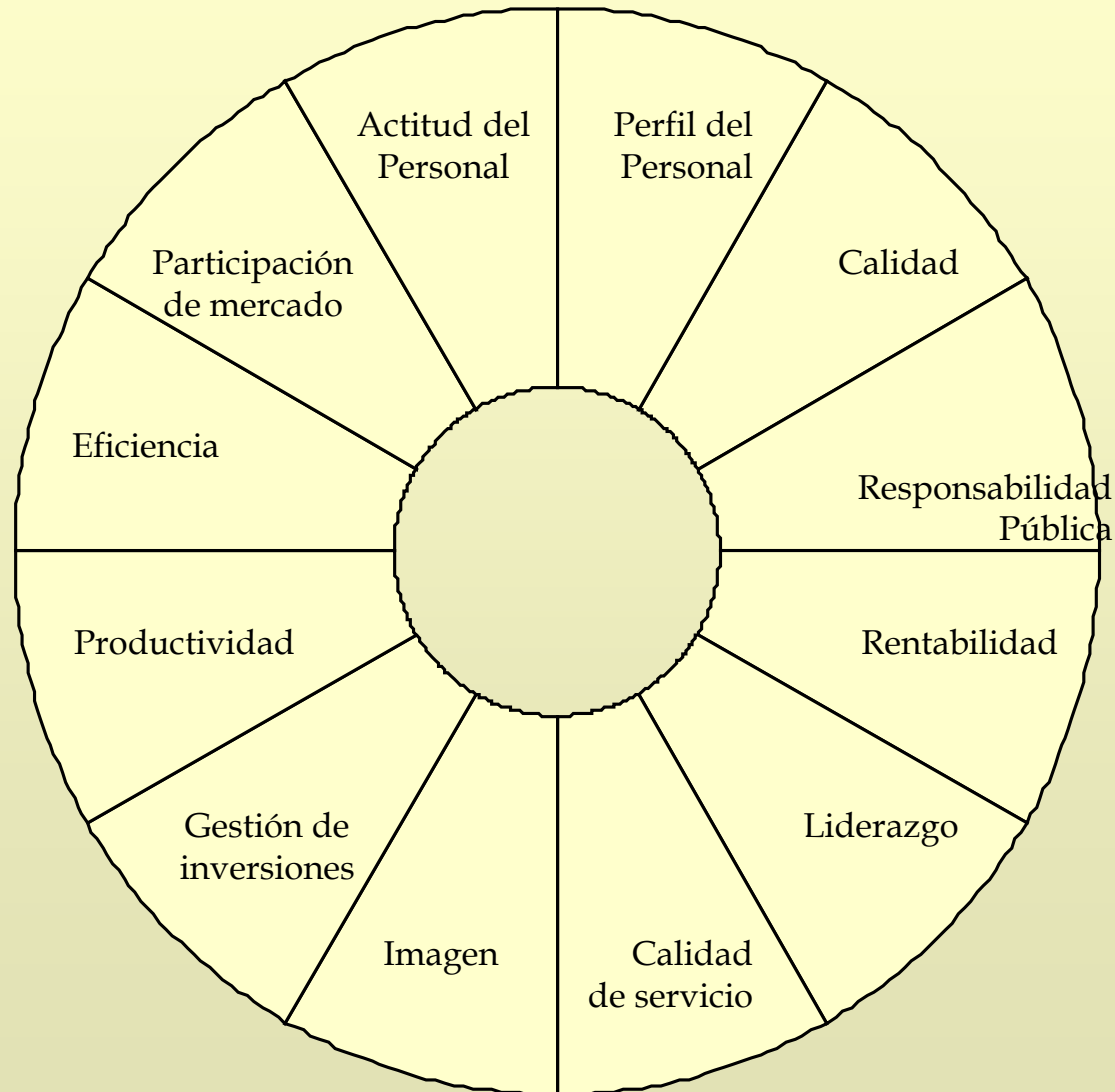 Actitud del
Personal
Perfil del
Personal
Calidad
Responsabilidad
Pública
Rentabilidad
Liderazgo
Calidad
de servicio
Imagen
Gestión de
inversiones
Productividad
Eficiencia
Participación
de mercado